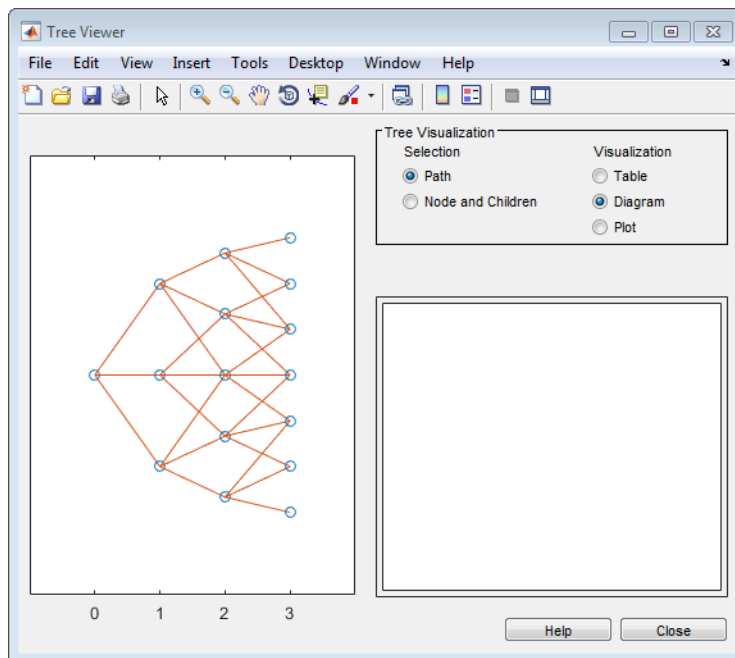 Tree Viewer
File Edit View Insert Tools Desktop Window Help
Tree Visualization
Selection Visualization
Path Table
Node and Children Diagram
Plot
0 1 2 3
Help Close